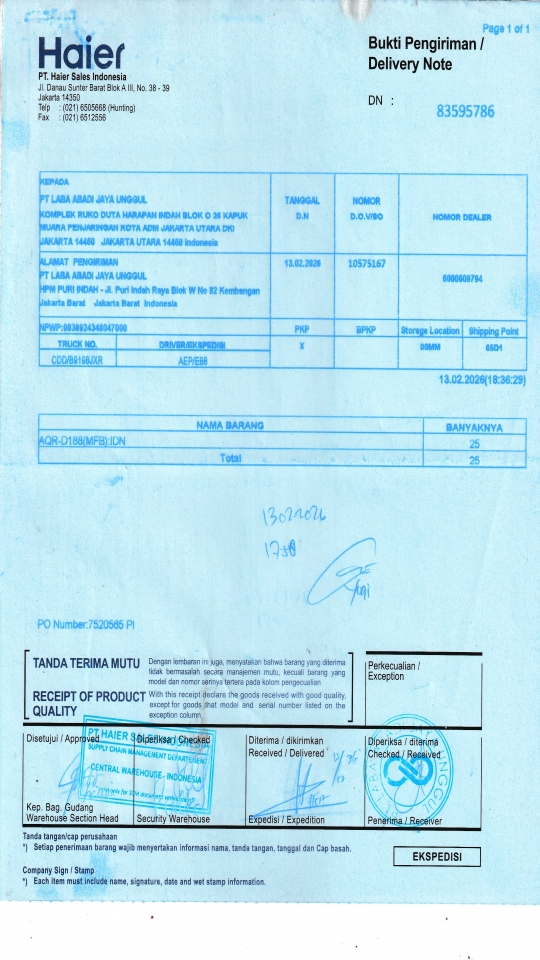 Page 1 of 1
Haier
Bukti Pengiriman /
Delivery Note
PT. Haier Sales Indonesia
Jl. Danau Sunter Barat Blok A III, No. 38 - 39
Jakarta 14350
Telp : (021) 6505668 (Hunting)
Fax : (021) 6512556
DN : 83595786
KEPADA
PT LABA ABADI JAYA UNGGUL
KOMPLEK RUKO DUTA HARAPAN INDAH BLOK O 26 KAPUK
MUARA PENJARINGAN KOTA ADM JAKARTA UTARA DKI
JAKARTA 14460 JAKARTA UTARA 14460 Indonesia
TANGGAL
D.N
NOMOR
D.O.V/SO
NOMOR DEALER
ALAMAT PENGIRIMAN
PT LABA ABADI JAYA UNGGUL
HPM PURI INDAH - Jl. Puri Indah Raya Blok W No 82 Kembangan
Jakarta Barat Jakarta Barat Indonesia
13.02.2026
10575167
PKP
BPKP
Storage Location
Shipping Point
TRUCK NO.
DRIVER/EKSPEDISI
X
AEP/E66
13.02.2026(18:36:29)
NAMA BARANG
BANYAKNYA
AQR-D188(MFB):IDN
25
Total
25
13022026
PO Number:7520565 PI
TANDA TERIMA MUTU
Dengan lembaran ini juga, menyatakan bahwa barang yang diterima
tidak bermasalah secara manajemen mutu, kecuali barang yang
model dan nomor serinya tertera pada kolom pengecualian
RECEIPT OF PRODUCT
QUALITY
With this receipt declare the goods received with good quality,
except for goods that model and serial number listed on the
exception column
Perkecualian /
Exception
Disetujui / Approved
Diperiksa / Checked
Diterima / dikirimkan
Received / Delivered
Diperiksa / diterima
Checked / Received
PT HAIER SALES INDONESIA
SUPPLY CHAIN MANAGEMENT DEPARTEMENT
CENTRAL WAREHOUSE - INDONESIA
Kep. Bag. Gudang
Warehouse Section Head
Security Warehouse
Expedisi / Expedition
Penerima / Receiver
Tanda tangan/cap perusahaan
*) Setiap penerimaan barang wajib menyertakan informasi nama, tanda tangan, tanggal dan Cap basah.
EKSPEDISI
Company Sign / Stamp
*) Each item must include name, signature, date and wet stamp information.